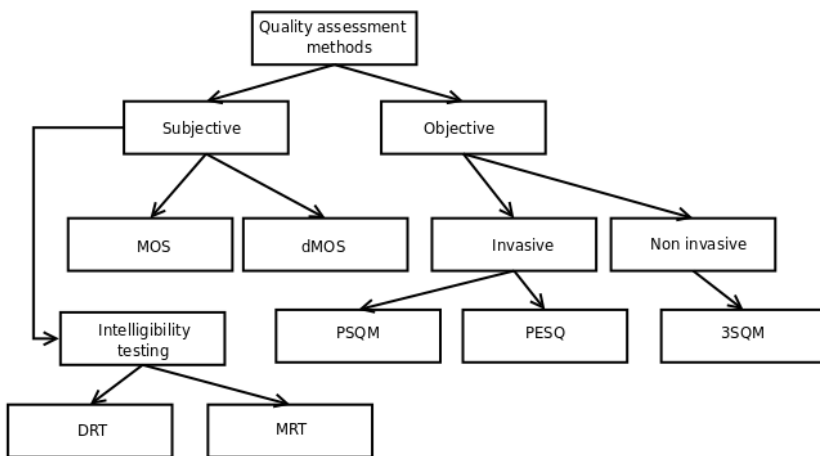 Quality assessment
methods
Subjective
Objective
MOS
dMOS
Invasive
Non invasive
Intelligibility
testing
PSQM
PESQ
3SQM
DRT
MRT